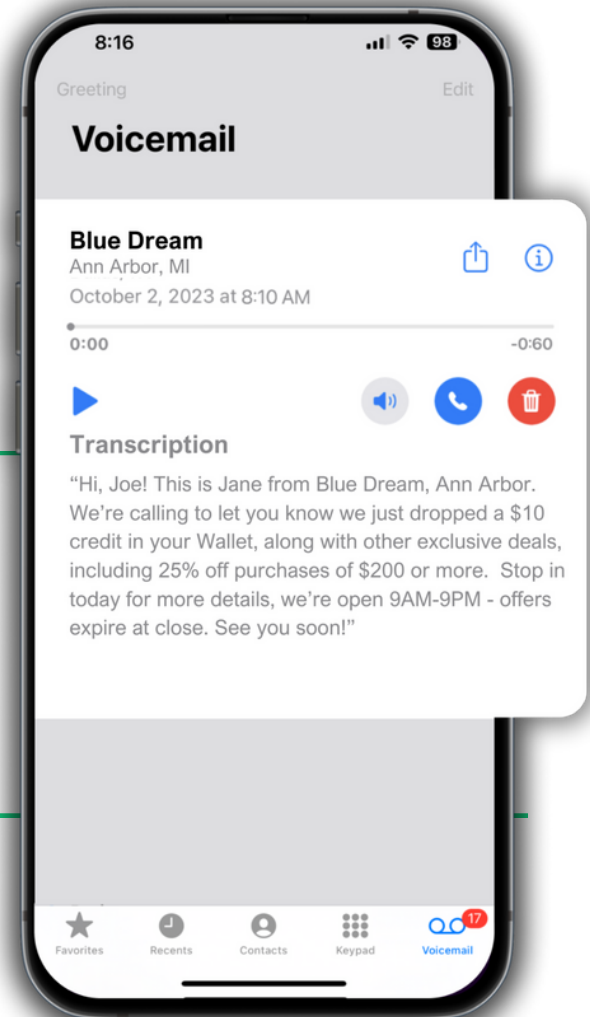 8:16
98
Greeting
Edit
Voicemail
Blue Dream
Ann Arbor, MI
October 2, 2023 at 8:10 AM
0:00
-0:60
Transcription
“Hi, Joe! This is Jane from Blue Dream, Ann Arbor.
We’re calling to let you know we just dropped a $10
credit in your Wallet, along with other exclusive deals,
including 25% off purchases of $200 or more.  Stop in
today for more details, we’re open 9AM-9PM - offers
expire at close. See you soon!”
17
Favorites
Recents
Contacts
Keypad
Voicemail